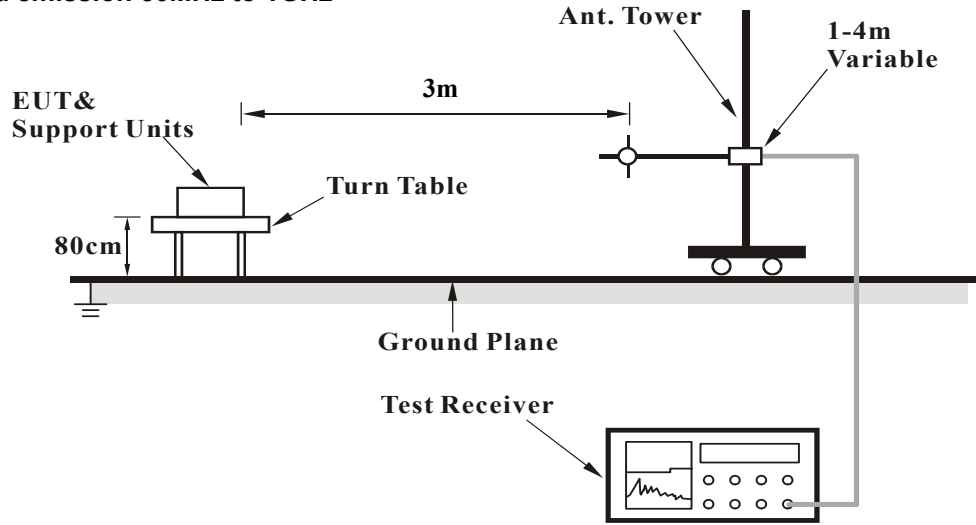 Ant. Tower
1-4m
Variable
3m
EUT&
Support Units
Turn Table
80cm
Ground Plane
Test Receiver